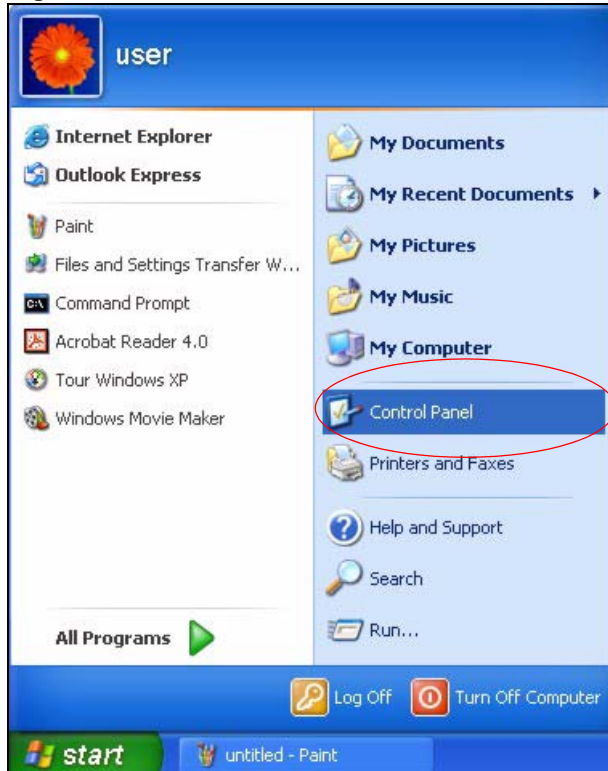 user
Internet Explorer
Outlook Express
Paint
Files and Settings Transfer W...
Command Prompt
Acrobat Reader 4.0
Tour Windows XP
Windows Movie Maker
All Programs
My Documents
My Recent Documents
My Pictures
My Music
My Computer
Control Panel
Printers and Faxes
Help and Support
Search
Run...
Log Off
Turn Off Computer
start
untitled - Paint